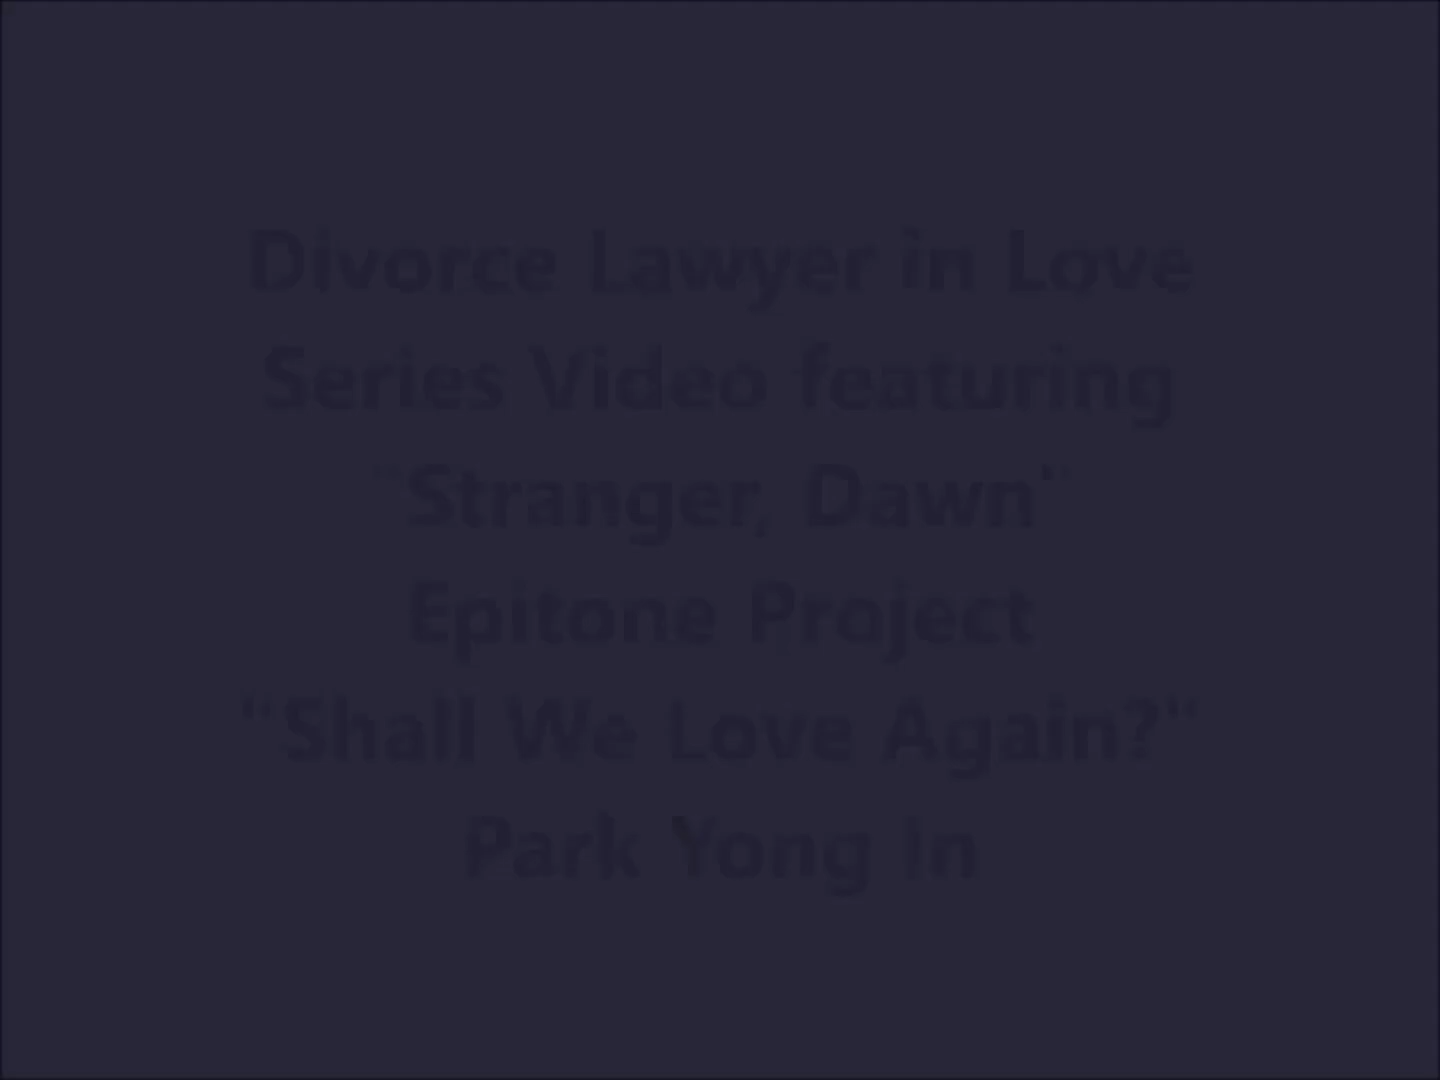 Divorce Lawyer in Love
Series Video featuring
"Stranger, Dawn"
Epitone Project
"Shall We Love Again?"
Park Yong In